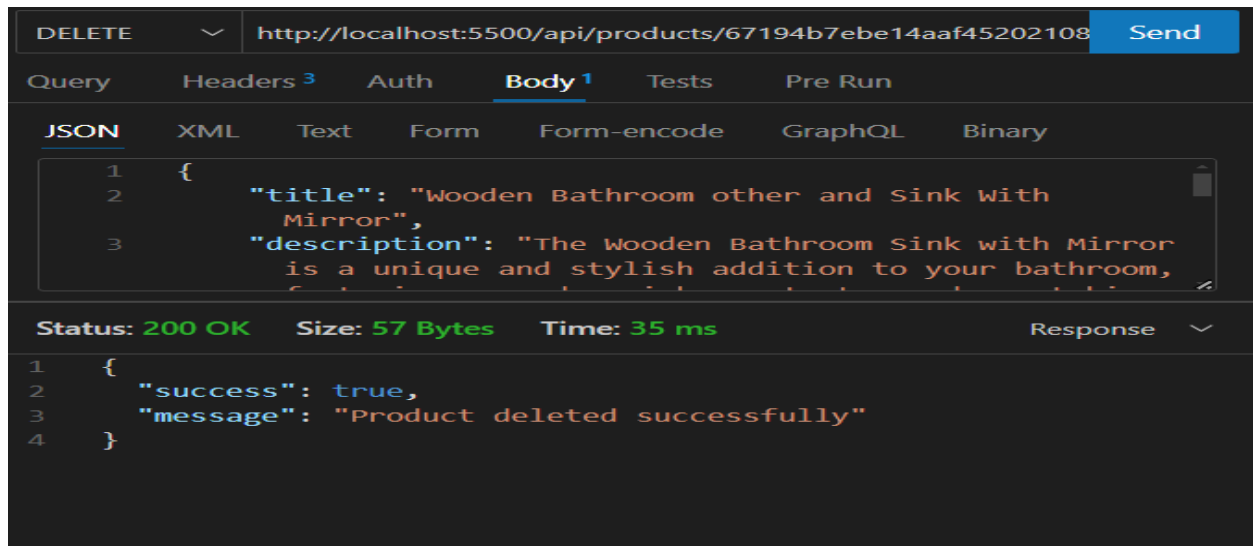 DELETE http://localhost:5500/api/products/67194b7ebe14aaf45202108 Send
Query Headers 3 Auth Body 1 Tests Pre Run
JSON XML Text Form Form-encode GraphQL Binary
1 {
2 "title": "Wooden Bathroom other and Sink With
Mirror",
3 "description": "The Wooden Bathroom Sink with Mirror
is a unique and stylish addition to your bathroom,
Status: 200 OK Size: 57 Bytes Time: 35 ms Response
1 {
2 "success": true,
3 "message": "Product deleted successfully"
4 }